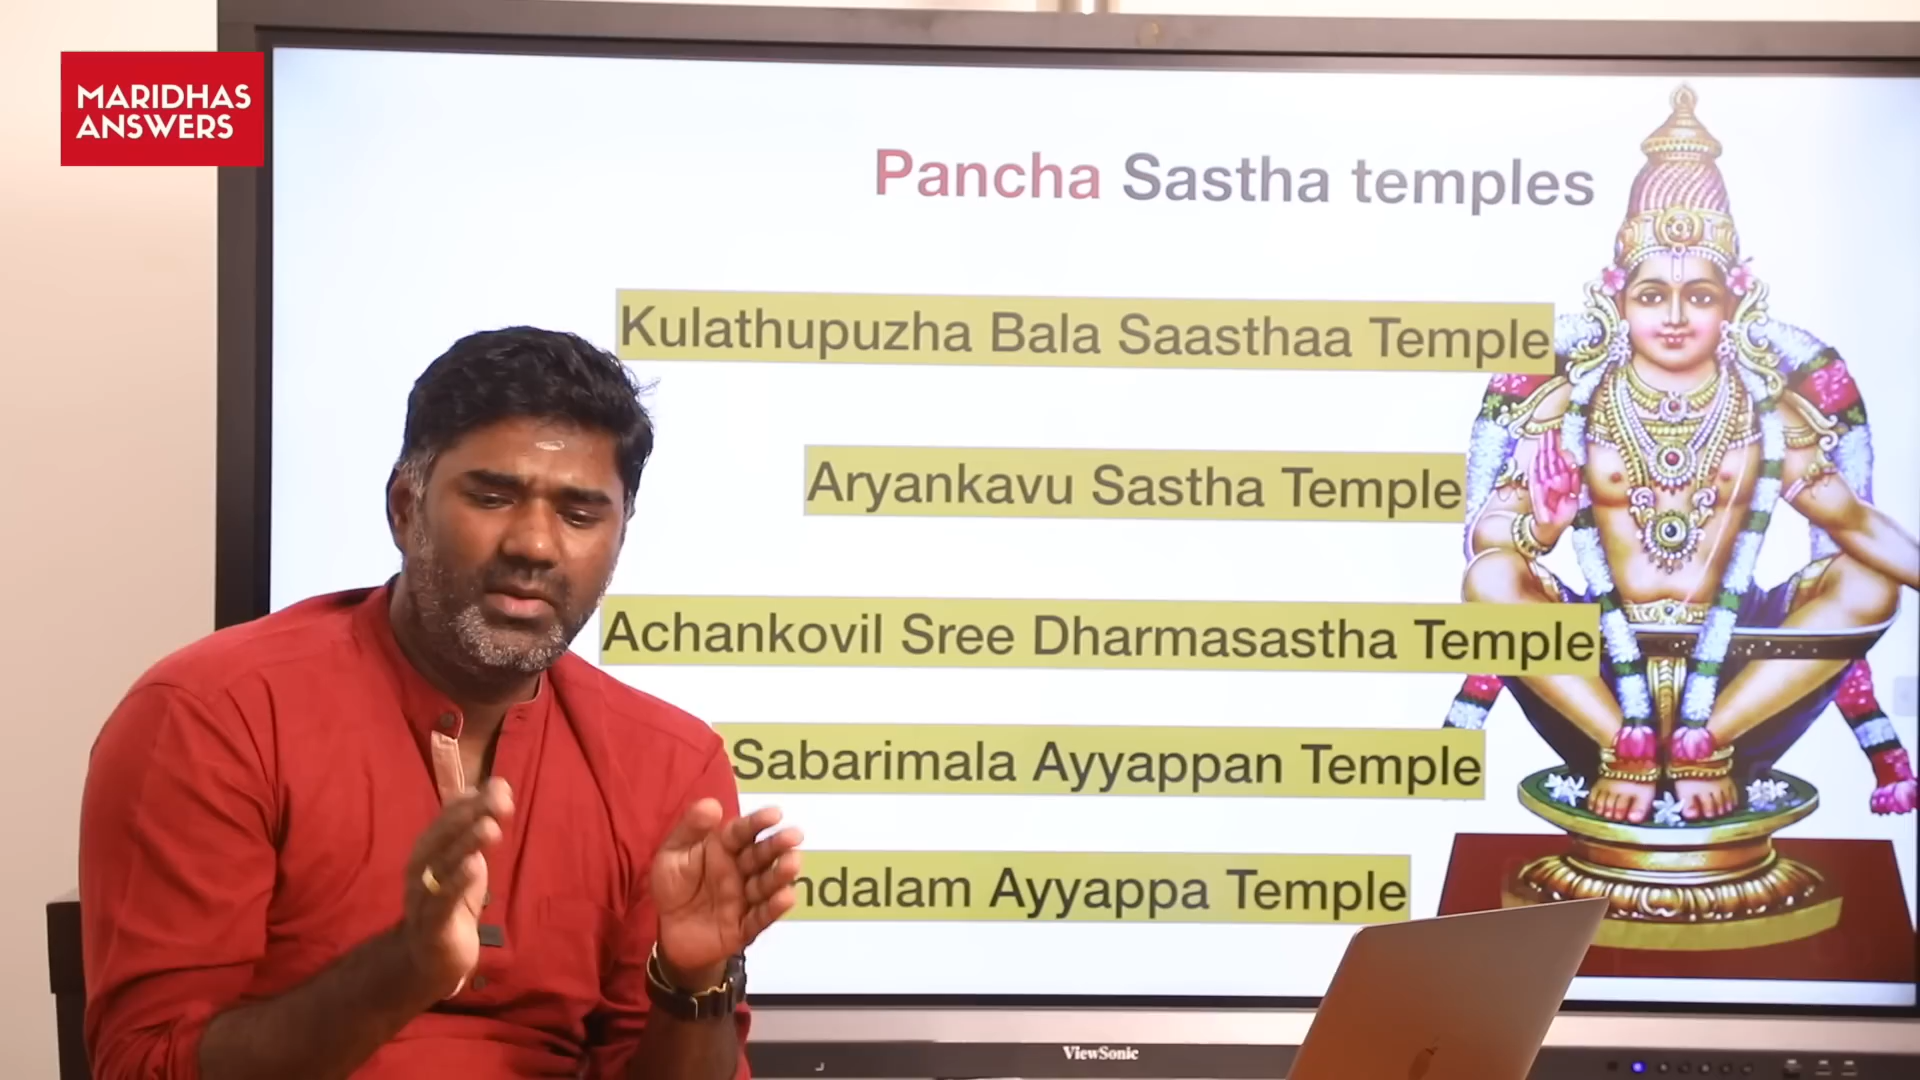 MARIDHAS
ANSWERS
Pancha Sastha temples
Kulathupuzha Bala Saasthaa Temple
Aryankavu Sastha Temple
Achankovil Sree Dharmasastha Temple
Sabarimala Ayyappan Temple
ndalam Ayyappa Temple
ViewSonic